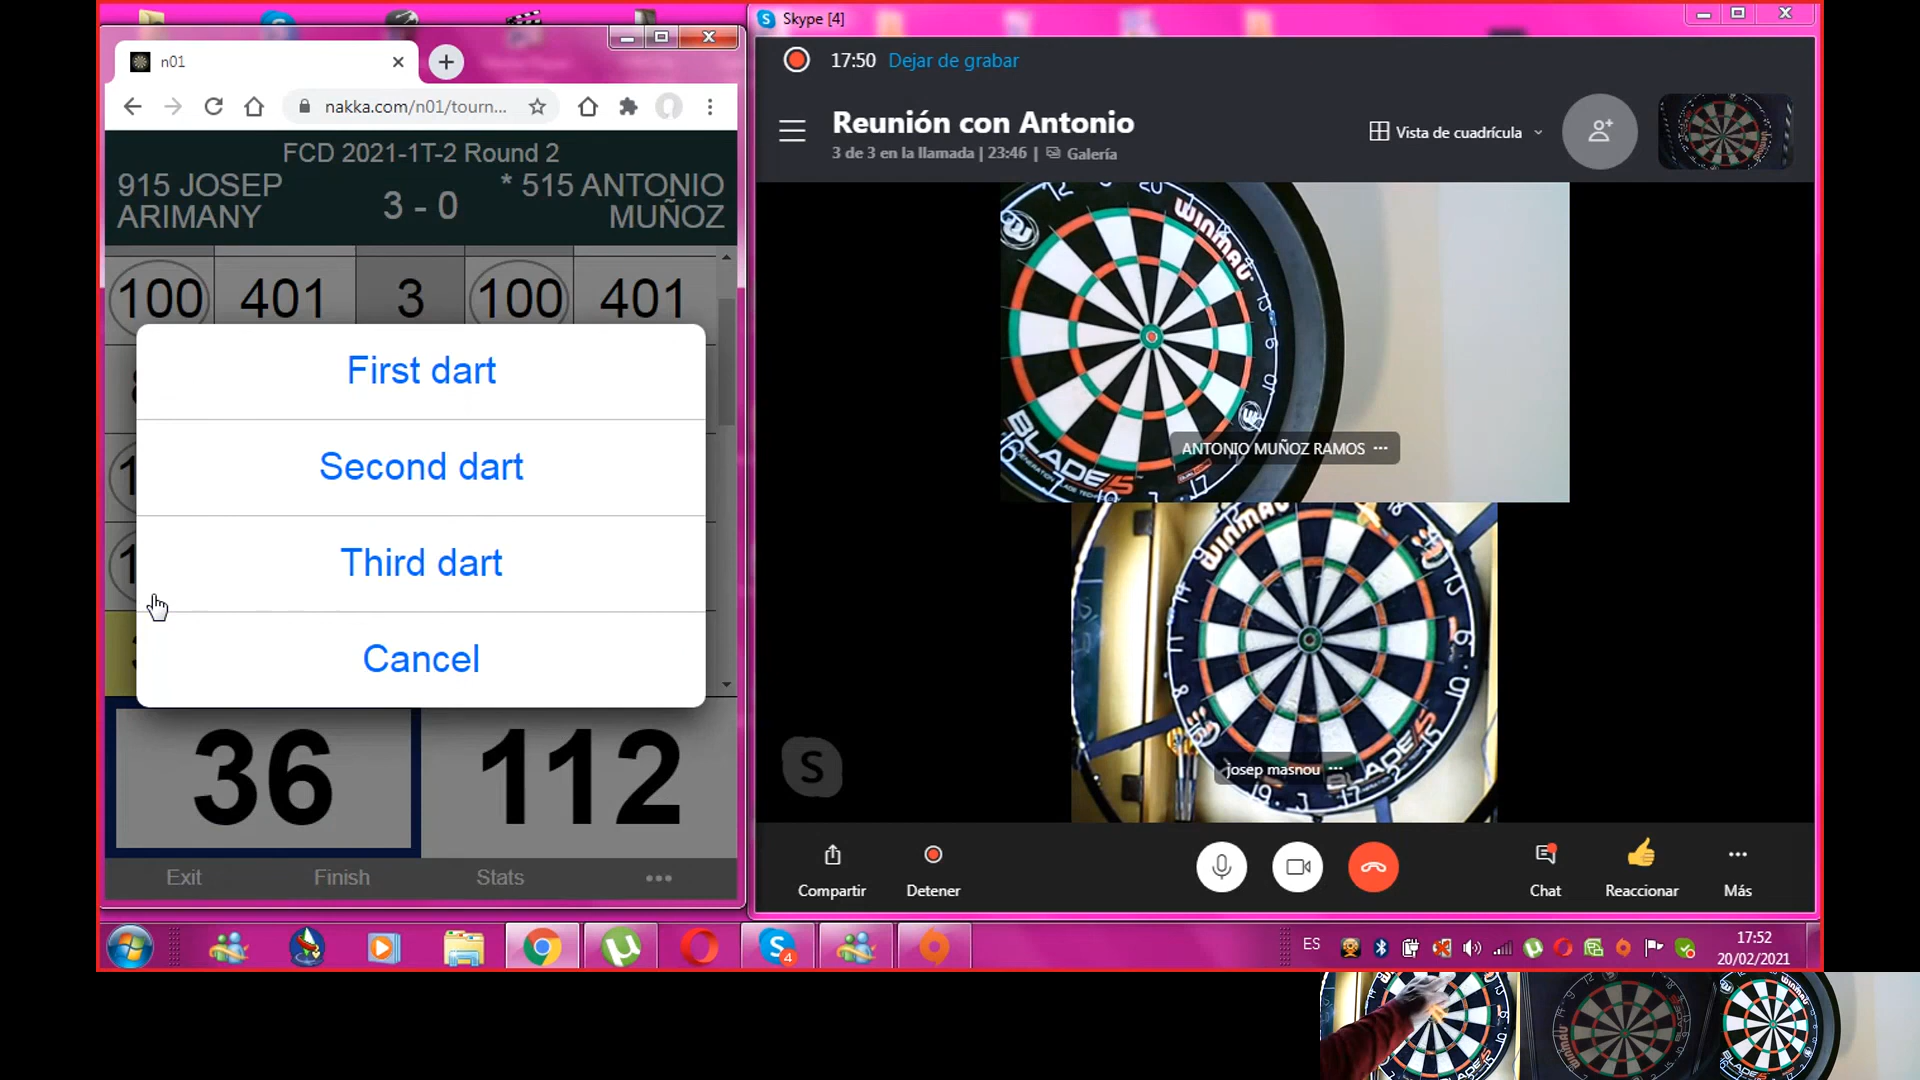 n01
nakka.com/n01/tourn...
FCD 2021-1T-2 Round 2
915 JOSEP ARIMANY
3 - 0
* 515 ANTONIO MUÑOZ
100 401 3 100 401
First dart
Second dart
Third dart
Cancel
36 112
Exit Finish Stats
Skype [4]
17:50 Dejar de grabar
Reunión con Antonio
3 de 3 en la llamada | 23:46 | Galería
Vista de cuadrícula
WINMAU
BLADE 5
ANTONIO MUÑOZ RAMOS
WINMAU
BLADE 5
josep masnou
Compartir
Detener
Chat
Reaccionar
Más
4
ES
17:52
20/02/2021